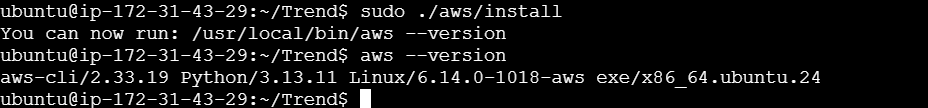 ubuntu@ip-172-31-43-29:~/Trend$ sudo ./aws/install
You can now run: /usr/local/bin/aws --version
ubuntu@ip-172-31-43-29:~/Trend$ aws --version
aws-cli/2.33.19 Python/3.13.11 Linux/6.14.0-1018-aws exe/x86_64.ubuntu.24
ubuntu@ip-172-31-43-29:~/Trend$